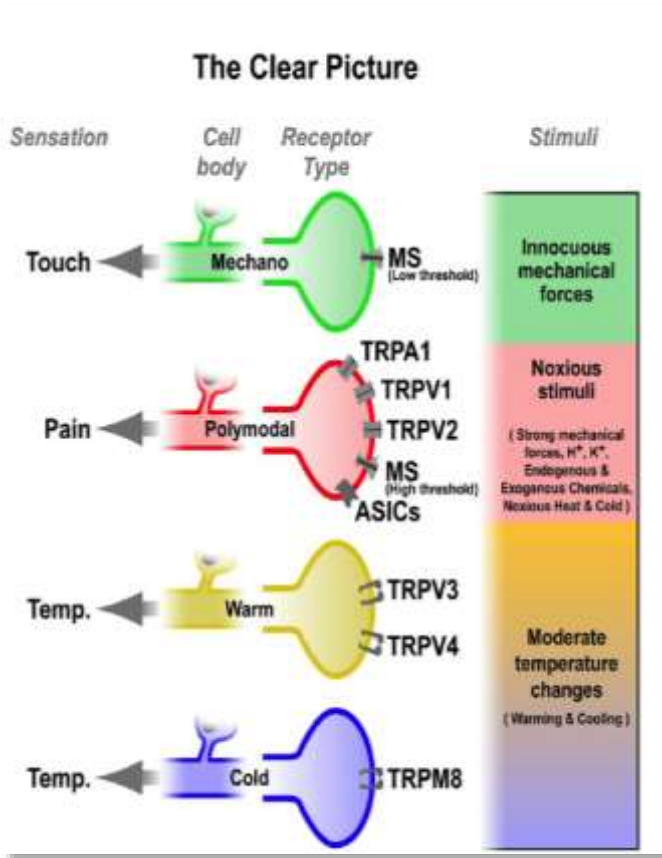 The Clear Picture
Sensation
Cell
body
Receptor
Type
Stimuli
Touch
Mechano
MS
(Low threshold)
Innocuous
mechanical
forces
Pain
Polymodal
TRPA1
TRPV1
TRPV2
MS
(High threshold)
ASICs
Noxious
stimuli
( Strong mechanical
forces, H⁺, K⁺,
Endogenous &
Exogenous Chemicals,
Noxious Heat & Cold )
Temp.
Warm
TRPV3
TRPV4
Moderate
temperature
changes
( Warming & Cooling )
Temp.
Cold
TRPM8